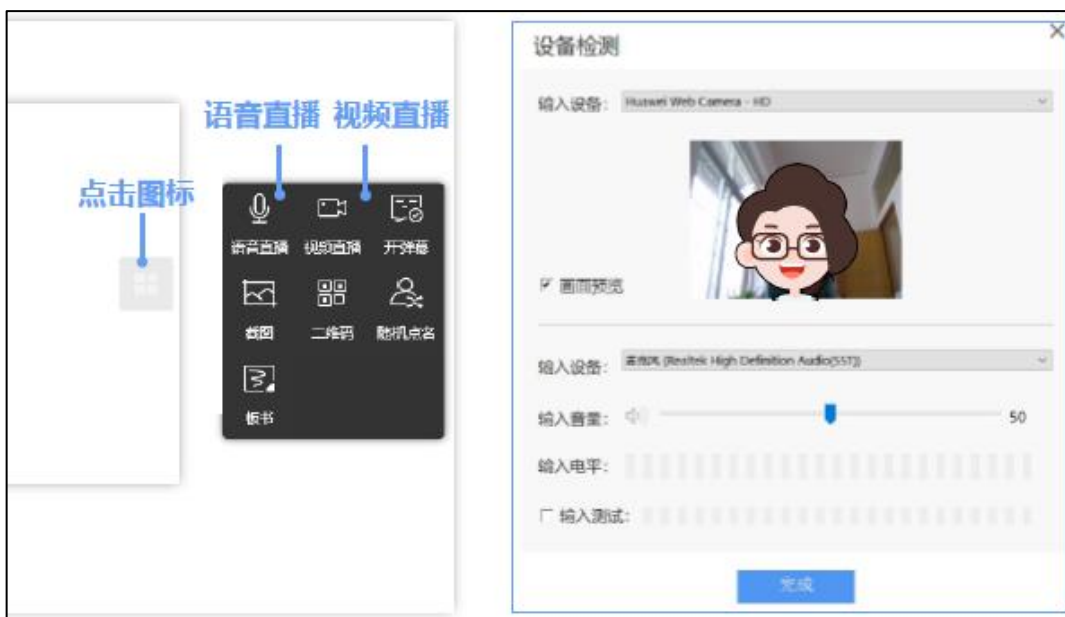 语音直播 视频直播
点击图标
语音直播 视频直播 开弹幕
截图 二维码 随机点名
板书
设备检测
输入设备: Huawei Web Camera - HD
画面预览
输入设备: 麦克风 (Realtek High Definition Audio(SST))
输入音量: 50
输入电平:
输入测试:
完成